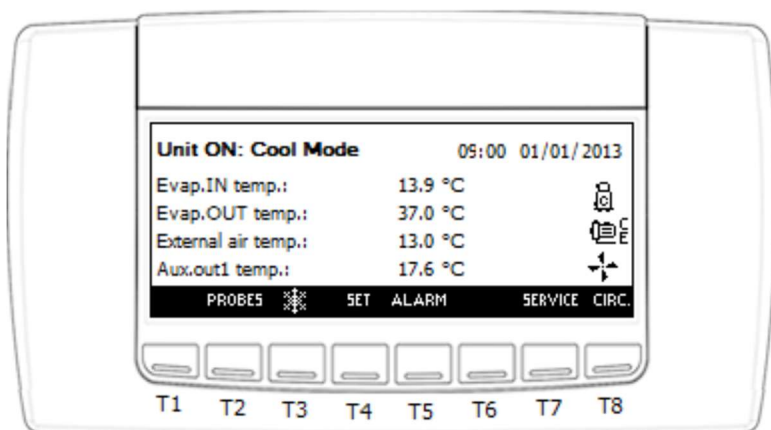 Unit ON: Cool Mode 09:00 01/01/2013
Evap.IN temp.: 13.9 °C
Evap.OUT temp.: 37.0 °C
External air temp.: 13.0 °C
Aux.out1 temp.: 17.6 °C
C
C
E
PROBES SET ALARM SERVICE CIRC.
T1 T2 T3 T4 T5 T6 T7 T8